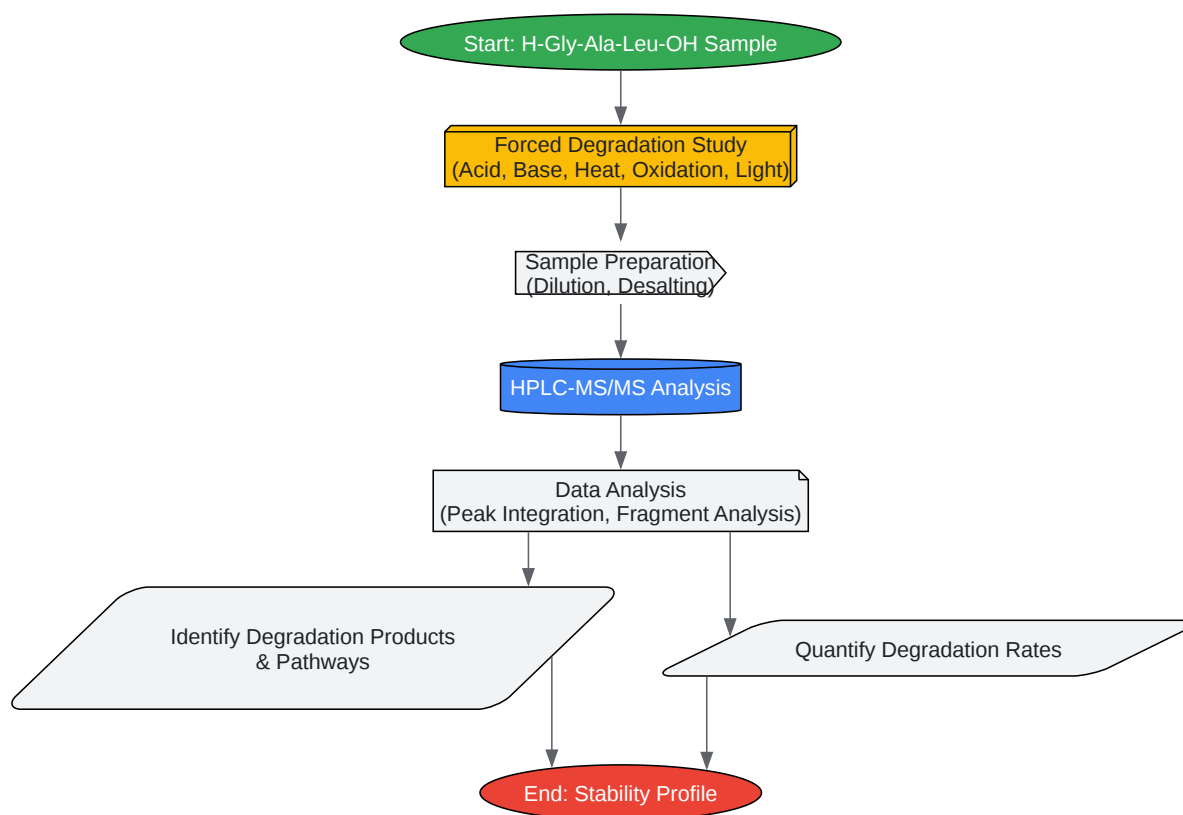 Start: H-Gly-Ala-Leu-OH Sample
Forced Degradation Study
(Acid, Base, Heat, Oxidation, Light)
Sample Preparation
(Dilution, Desalting)
HPLC-MS/MS Analysis
Data Analysis
(Peak Integration, Fragment Analysis)
Identify Degradation Products
& Pathways
Quantify Degradation Rates
End: Stability Profile